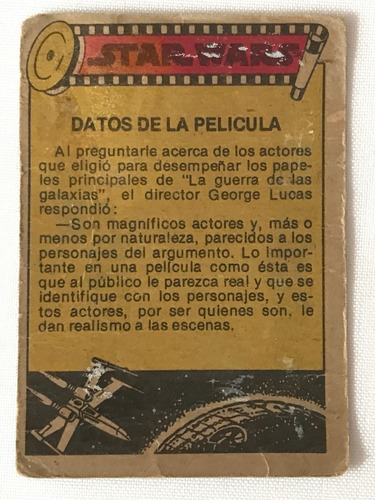 STAR WARS
DATOS DE LA PELICULA
Al preguntarle acerca de los actores
que eligió para desempeñar los pape-
les principales de "La guerra de las
galaxias", el director George Lucas
respondió:
—Son magníficos actores y, más o
menos por naturaleza, parecidos a los
personajes del argumento. Lo impor-
tante en una película como ésta es
que al público le parezca real y que se
identifique con los personajes, y es-
tos actores, por ser quienes son, le
dan realismo a las escenas.